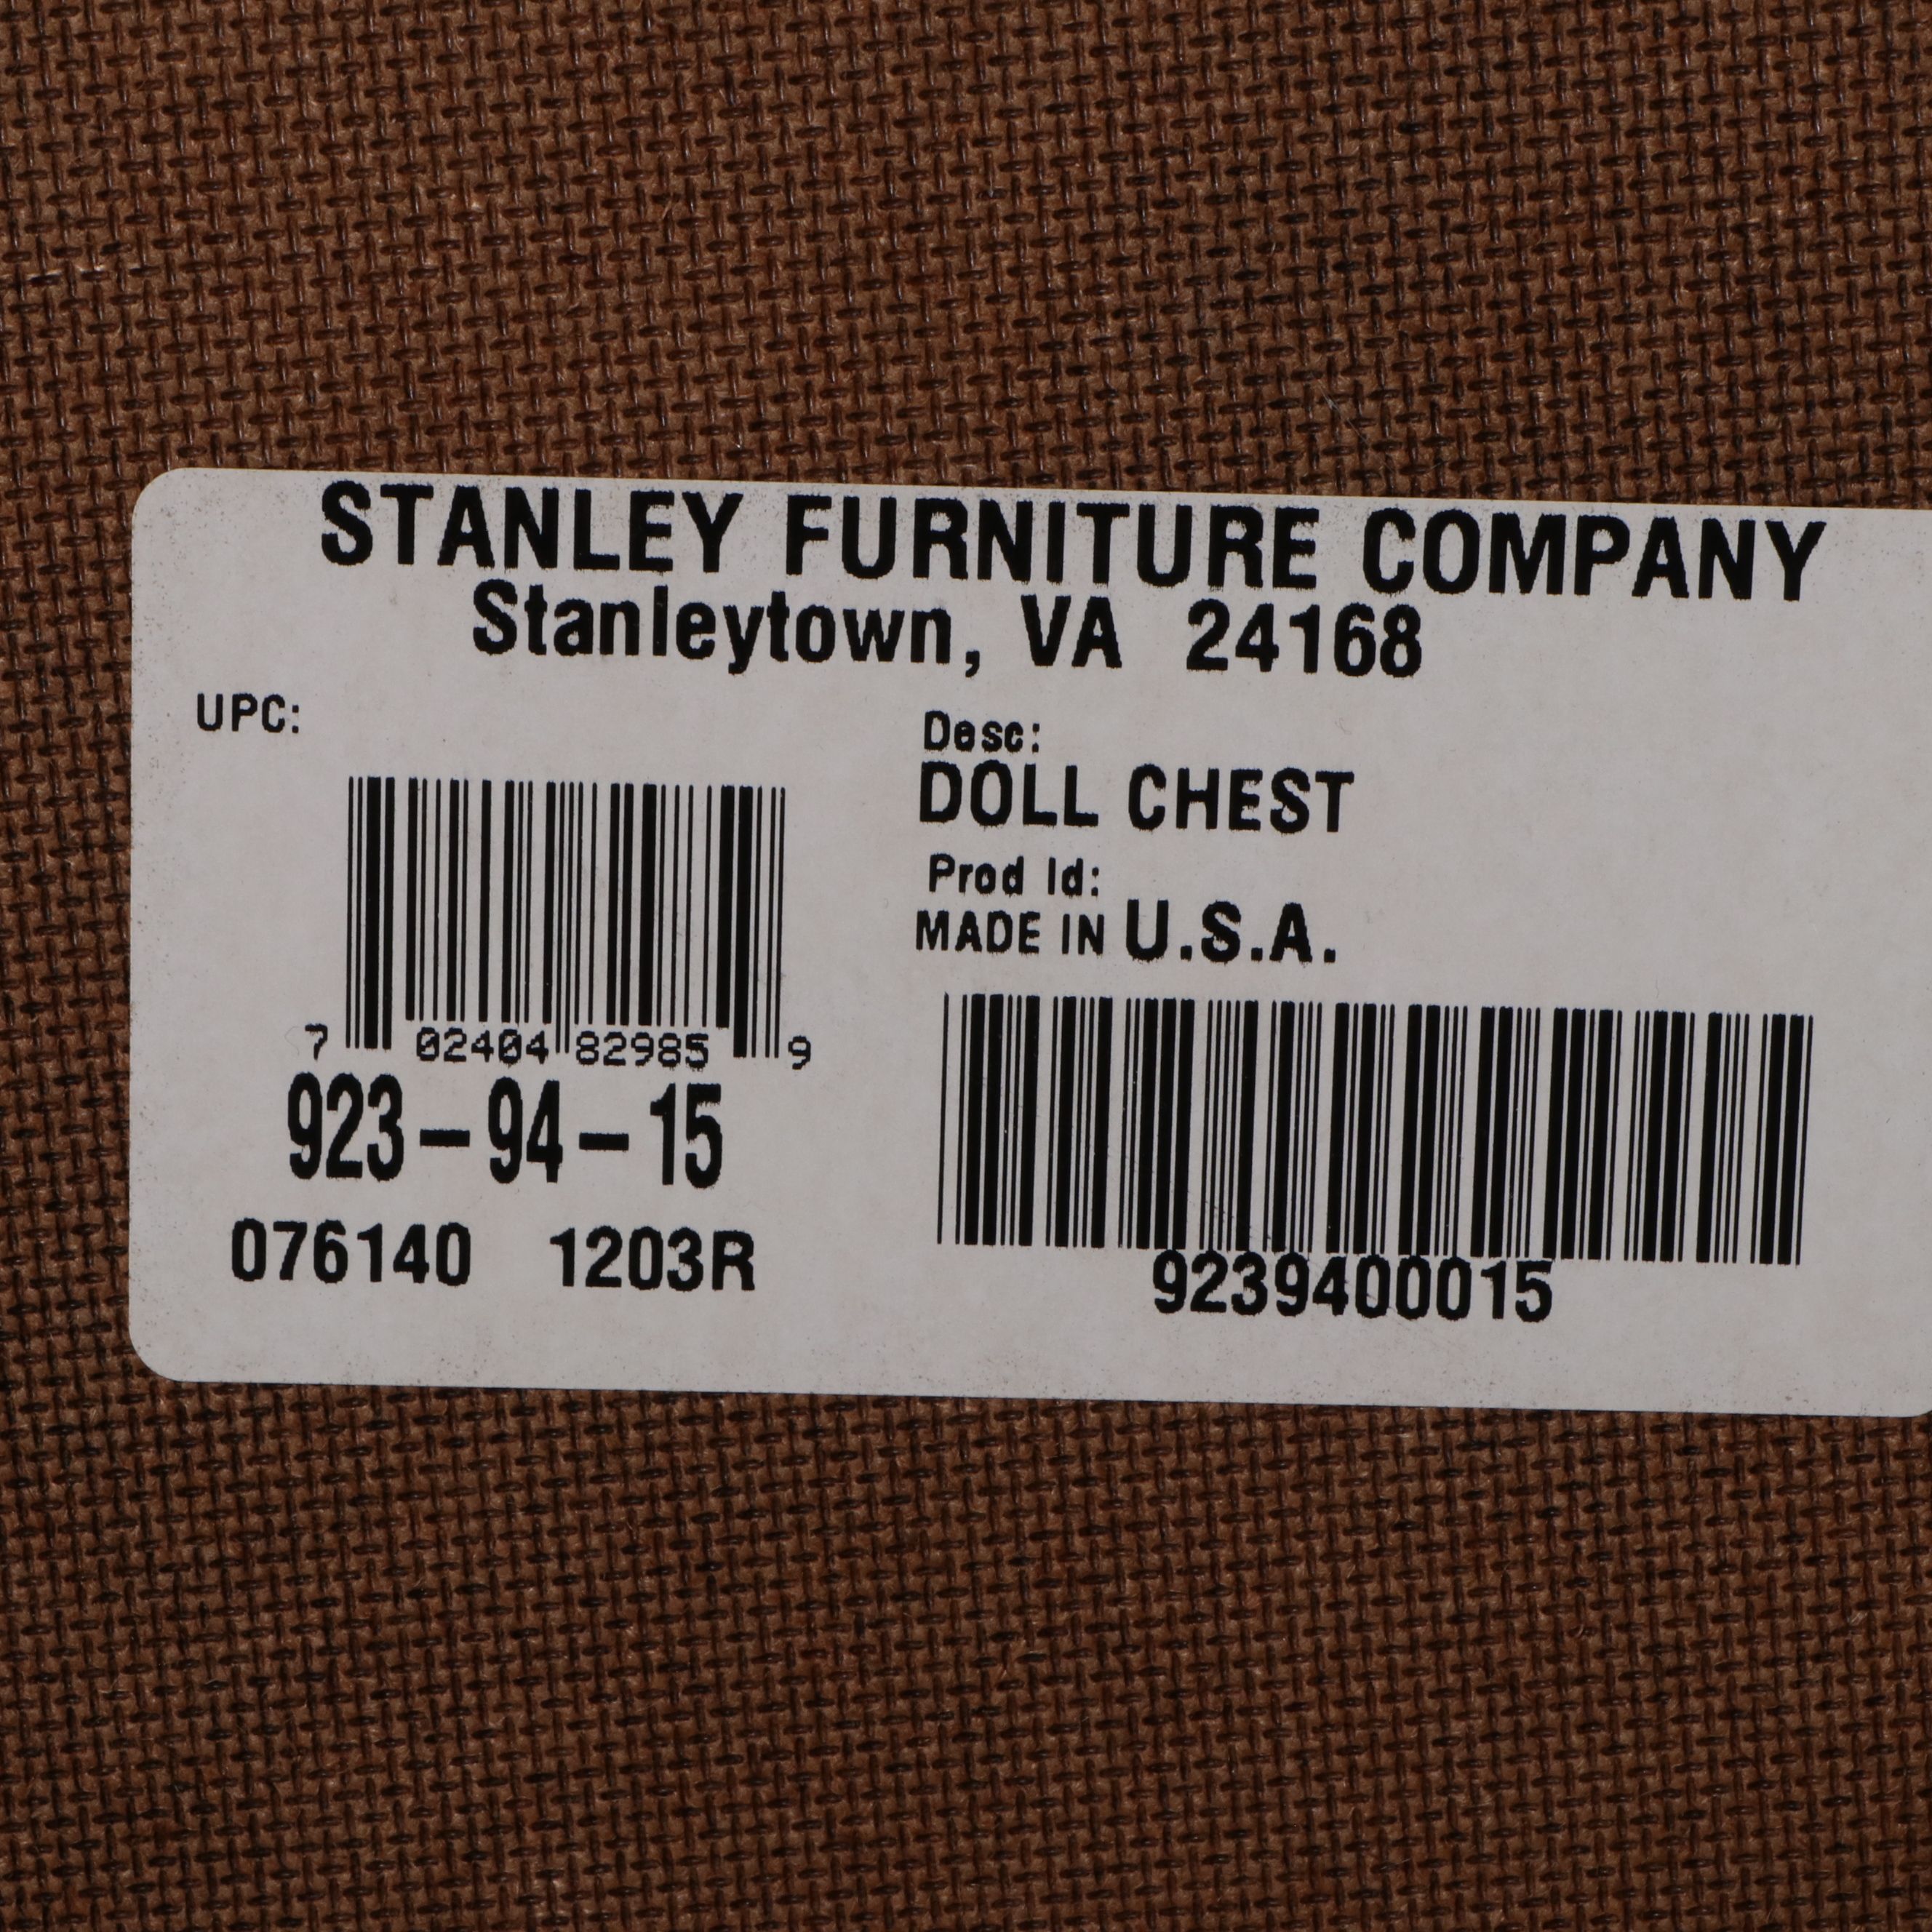 STANLEY FURNITURE COMPANY
Stanleytown, VA 24168
UPC:
7 02404 82985 9
923-94-15
076140 1203R
Desc:
DOLL CHEST
Prod Id:
MADE IN U.S.A.
9239400015